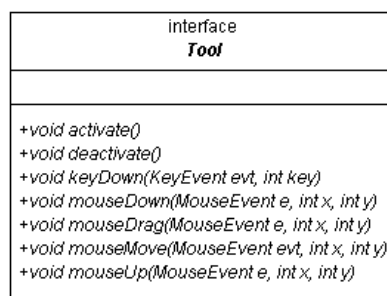 interface
Tool
+void activate()
+void deactivate()
+void keyDown(KeyEvent evt, int key)
+void mouseDown(MouseEvent e, int x, int y)
+void mouseDrag(MouseEvent e, int x, int y)
+void mouseMove(MouseEvent evt, int x, int y)
+void mouseUp(MouseEvent e, int x, int y)